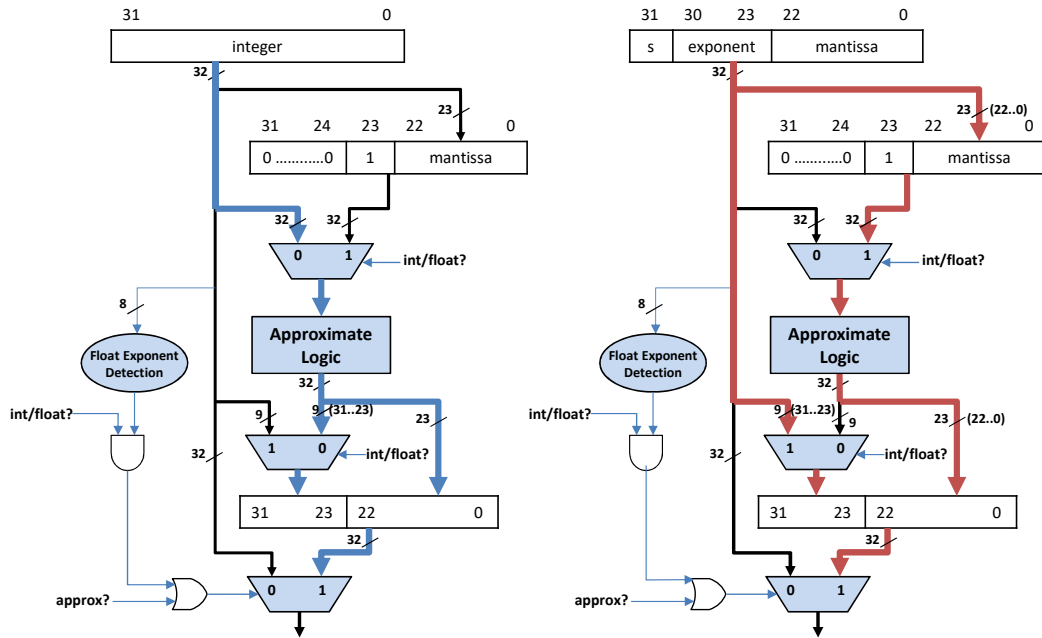 31 0
integer
32
23
31 24 23 22 0
0 ........…..0 1 mantissa
32 32
0 1
int/float?
8
Approximate
Logic
Float Exponent
Detection
32
9 9 (31..23) 23
int/float?
1 0
32
int/float?
31 23 22 0
32
0 1
approx?
31 30 23 22 0
s exponent mantissa
32
23 (22..0)
31 24 23 22 0
0 ........…..0 1 mantissa
32 32
0 1
int/float?
8
Approximate
Logic
Float Exponent
Detection
32
9 (31..23) 9 23 (22..0)
int/float?
1 0
32
int/float?
31 23 22 0
32
0 1
approx?